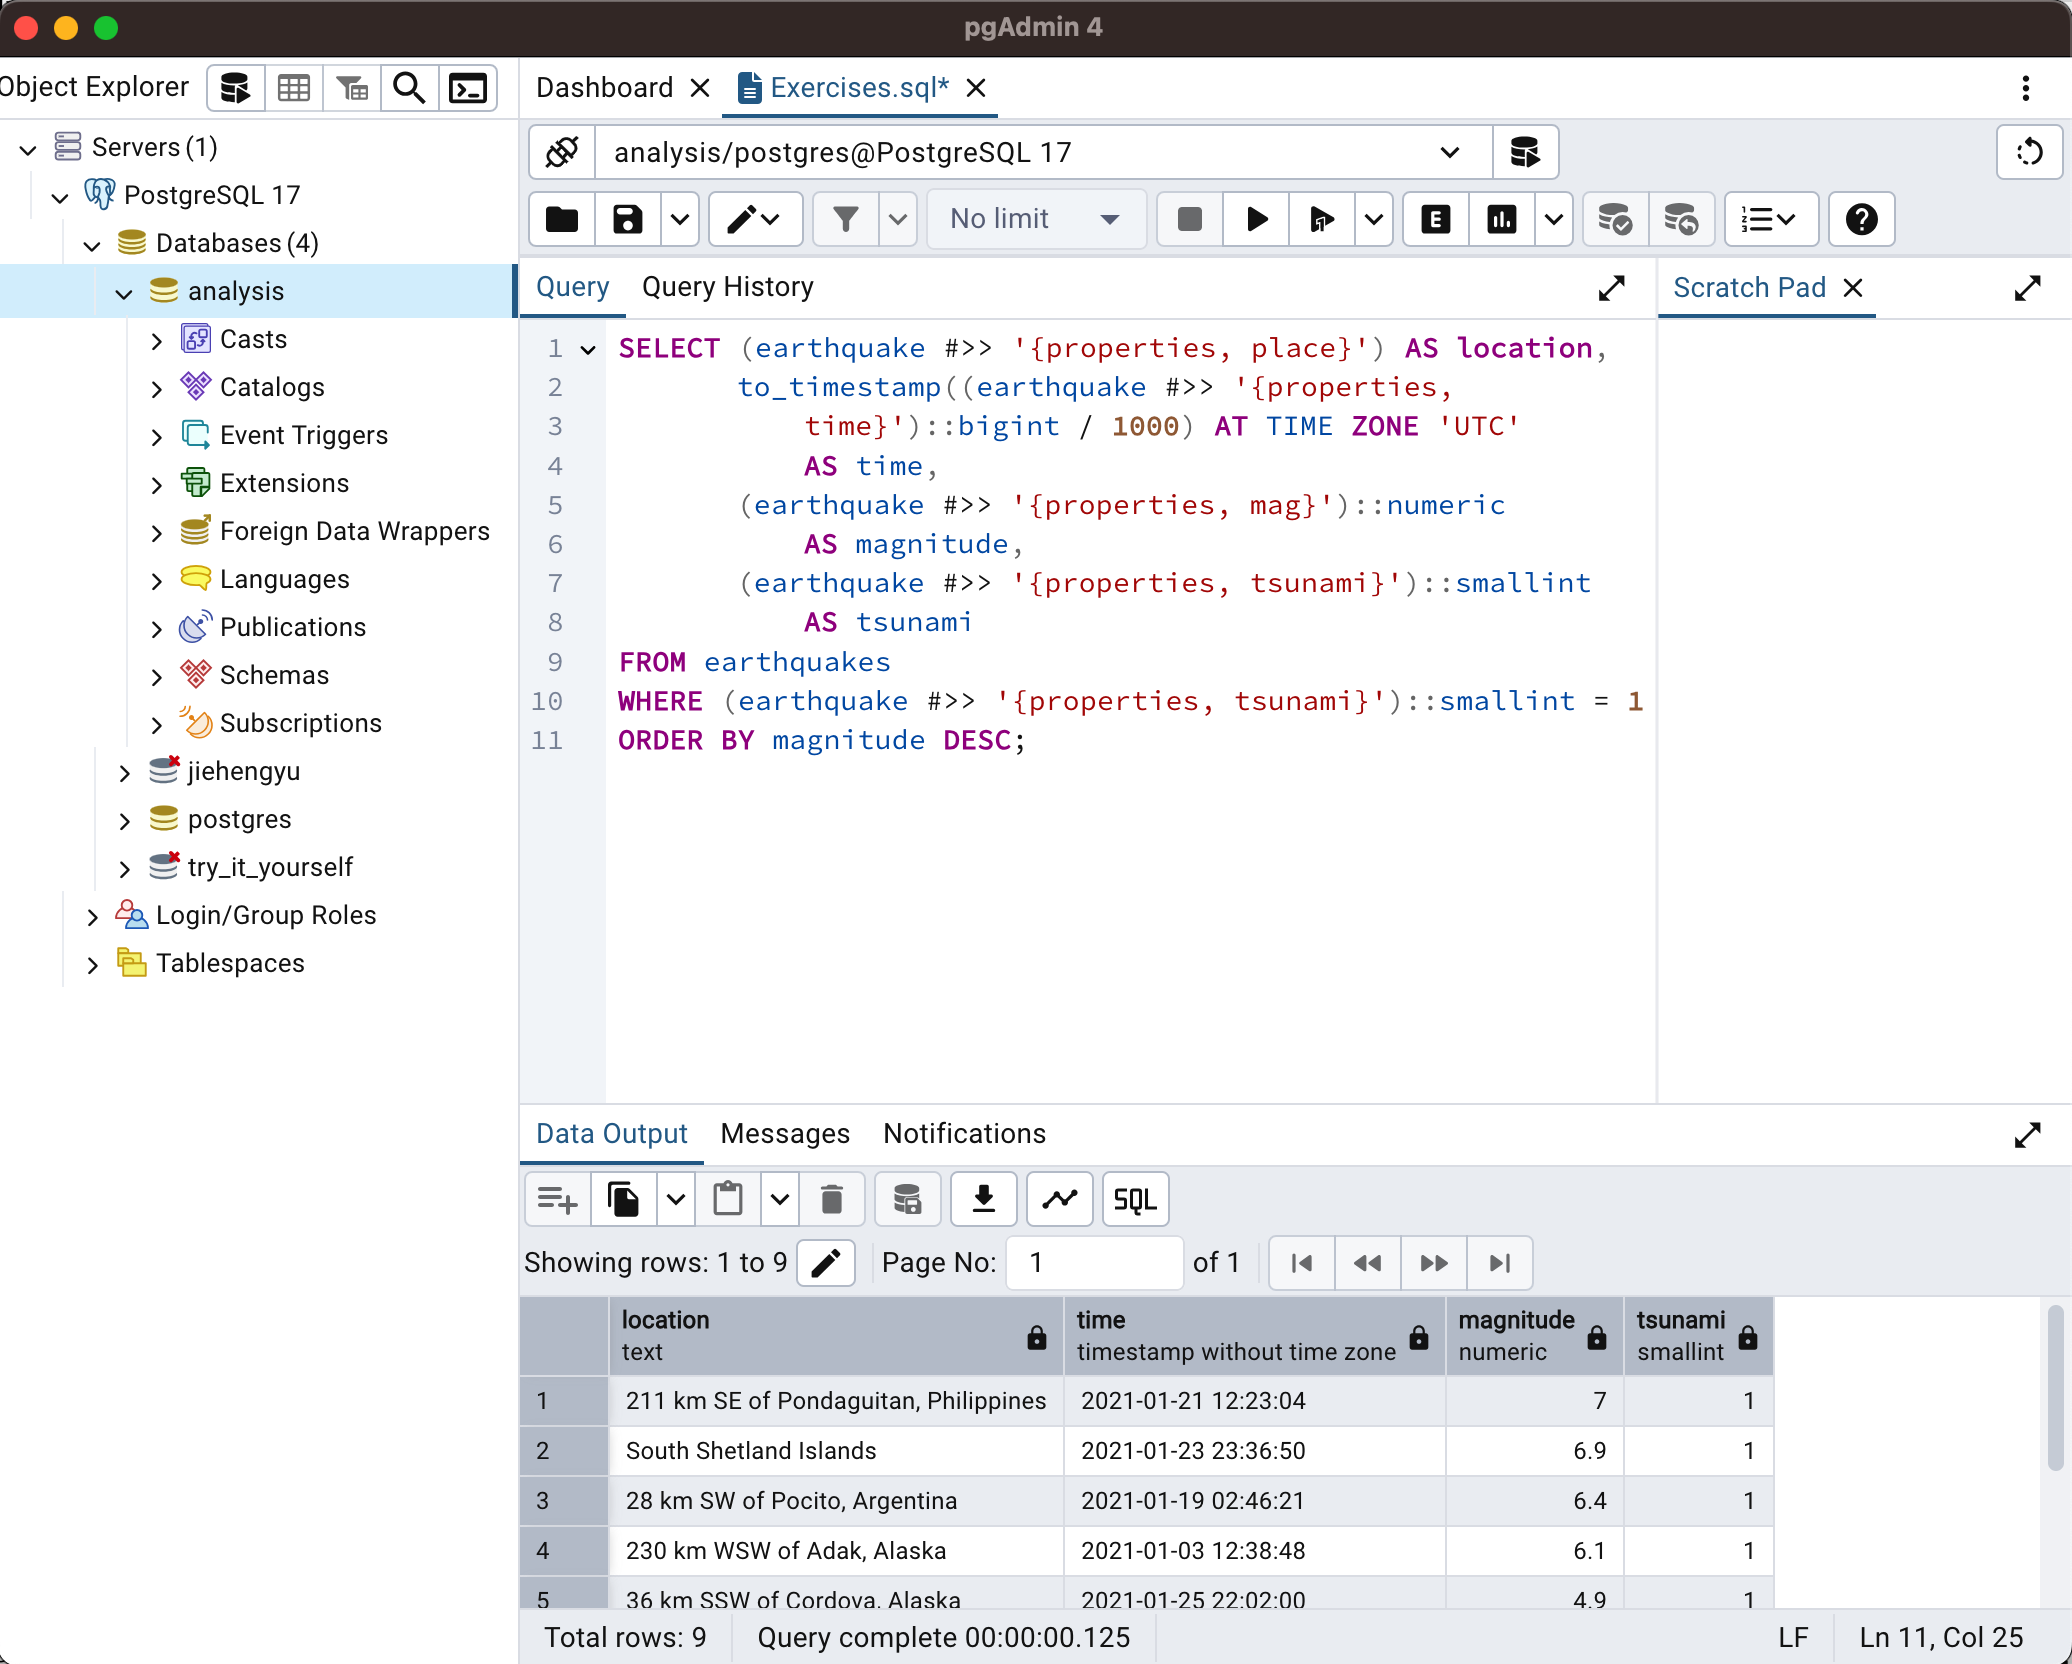 pgAdmin 4
Object Explorer
Dashboard
Exercises.sql*
Servers (1)
PostgreSQL 17
Databases (4)
analysis
Casts
Catalogs
Event Triggers
Extensions
Foreign Data Wrappers
Languages
Publications
Schemas
Subscriptions
jiehengyu
postgres
try_it_yourself
Login/Group Roles
Tablespaces
analysis/postgres@PostgreSQL 17
No limit
Query
Query History
Scratch Pad
1 SELECT (earthquake #>> '{properties, place}') AS location,
2 to_timestamp((earthquake #>> '{properties,
3 time}')::bigint / 1000) AT TIME ZONE 'UTC'
4 AS time,
5 (earthquake #>> '{properties, mag}')::numeric
6 AS magnitude,
7 (earthquake #>> '{properties, tsunami}')::smallint
8 AS tsunami
9 FROM earthquakes
10 WHERE (earthquake #>> '{properties, tsunami}')::smallint = 1
11 ORDER BY magnitude DESC;
Data Output Messages Notifications
SQL
Showing rows: 1 to 9 Page No: 1 of 1
location time magnitude tsunami
text timestamp without time zone numeric smallint
1 211 km SE of Pondaguitan, Philippines 2021-01-21 12:23:04 7 1
2 South Shetland Islands 2021-01-23 23:36:50 6.9 1
3 28 km SW of Pocito, Argentina 2021-01-19 02:46:21 6.4 1
4 230 km WSW of Adak, Alaska 2021-01-03 12:38:48 6.1 1
5 36 km SSW of Cordova, Alaska 2021-01-25 22:02:00 4.9 1
Total rows: 9 Query complete 00:00:00.125 LF Ln 11, Col 25